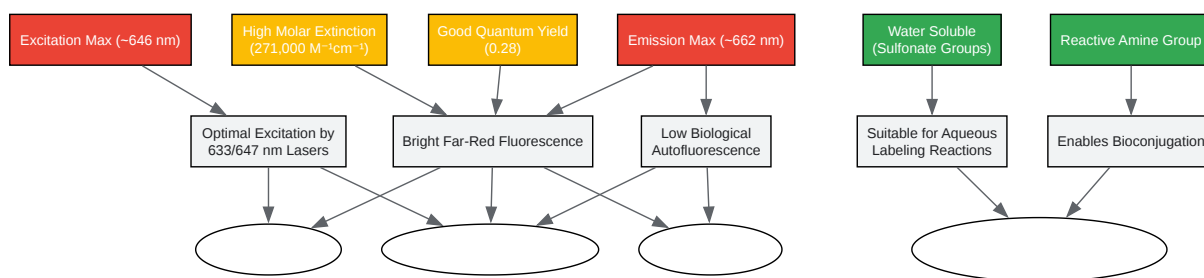 Excitation Max (~646 nm)
High Molar Extinction
(271,000 M⁻¹cm⁻¹)
Good Quantum Yield
(0.28)
Emission Max (~662 nm)
Water Soluble
(Sulfonate Groups)
Reactive Amine Group
Optimal Excitation by
633/647 nm Lasers
Bright Far-Red Fluorescence
Low Biological
Autofluorescence
Suitable for Aqueous
Labeling Reactions
Enables Bioconjugation